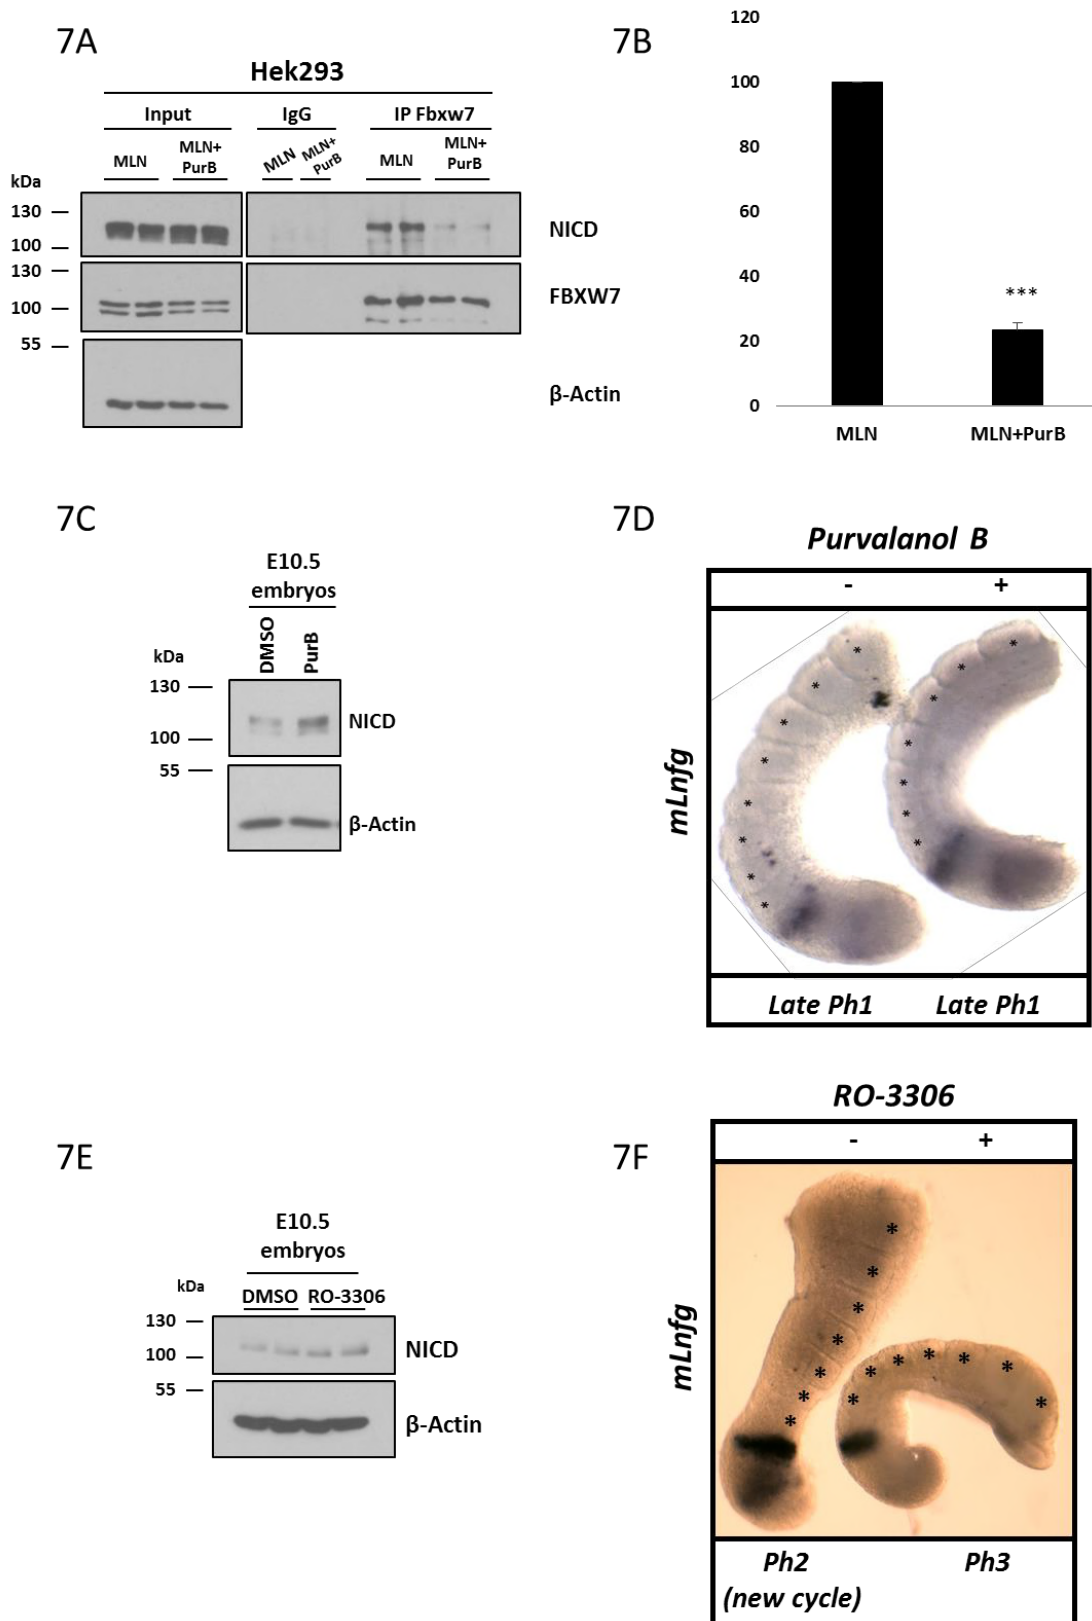 7A
Hek293
Input IgG IP Fbxw7
MLN MLN+ PurB MLN MLN+ PurB MLN MLN+ PurB
kDa
130
100
NICD
130
100
FBXW7
55
β-Actin
7B
120
100
80
60
40
20
0
***
MLN MLN+PurB
7C
E10.5
embryos
DMSO PurB
kDa
130
100
NICD
55
β-Actin
7D
Purvalanol B
- +
mLnfg
* * * * * * * *
* * * * * * *
Late Ph1 Late Ph1
7E
E10.5
embryos
kDa
DMSO RO-3306
130
100
NICD
55
β-Actin
7F
RO-3306
- +
mLnfg
* * * * * * *
* * * * * * *
Ph2 Ph3
(new cycle)